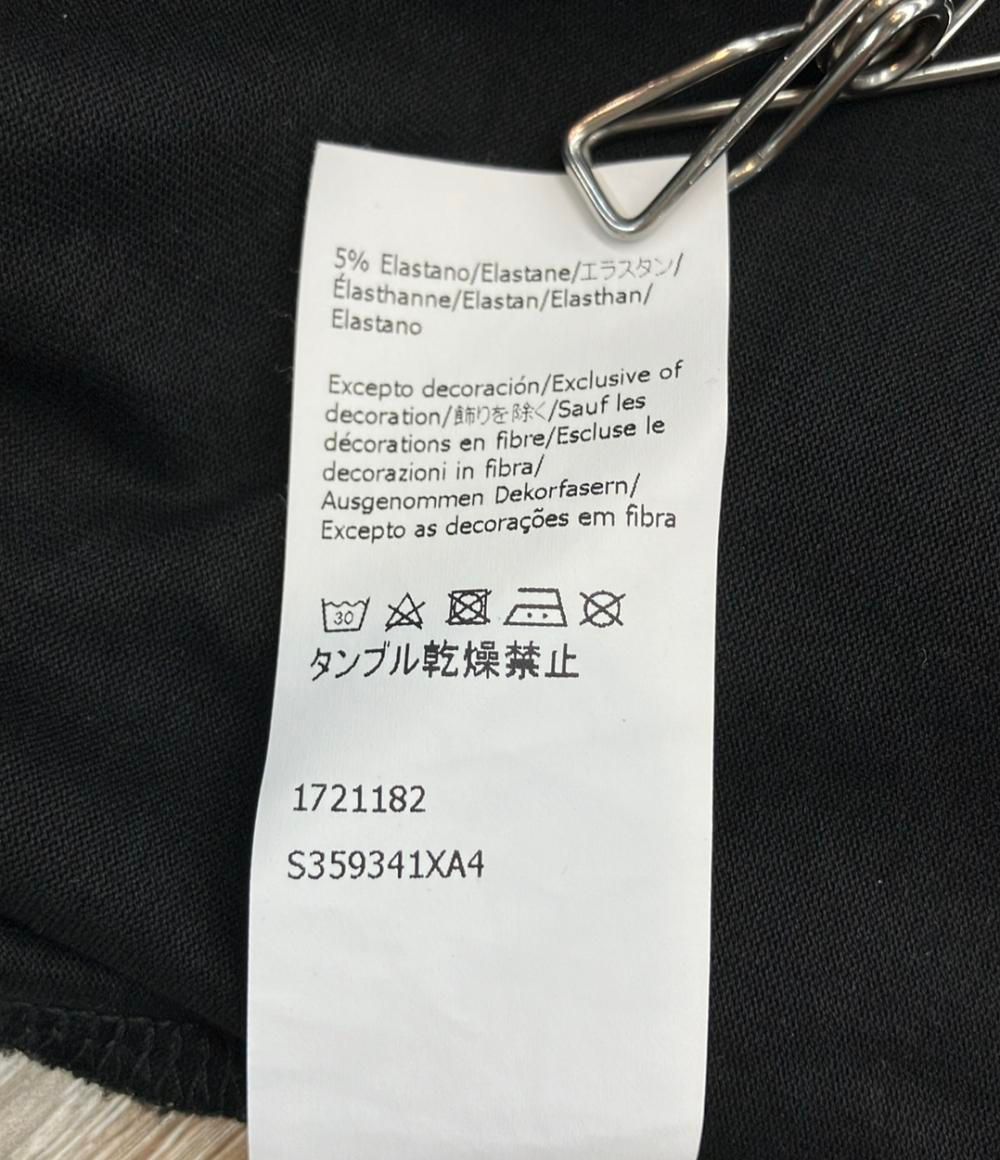 5% Elastano/Elastane/エラスタン/
Élasthanne/Elastan/Elasthan/
Elastano
Excepto decoración/Exclusive of
decoration/飾りを除く/Sauf les
décorations en fibre/Escluse le
decorazioni in fibra/
Ausgenommen Dekorfasern/
Excepto as decorações em fibra
30
タンブル乾燥禁止
1721182
S359341XA4